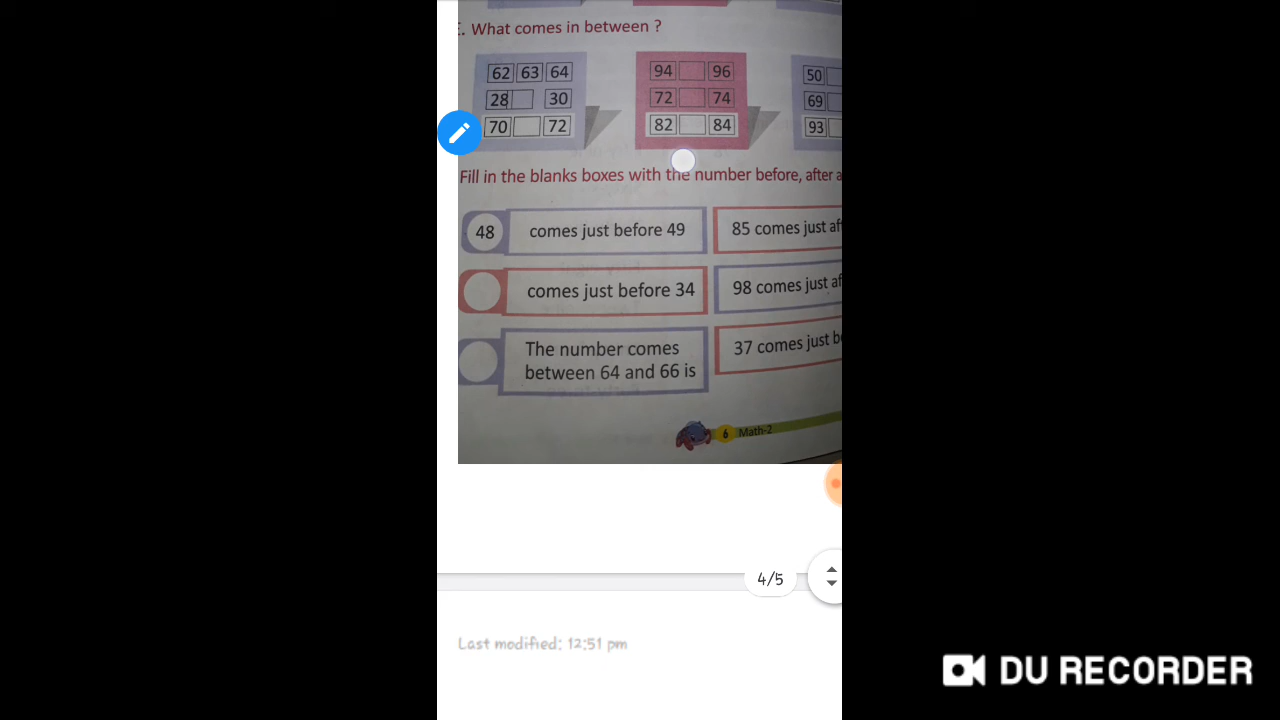 What comes in between ?
62 63 64
28 30
70 72
94 96
72 74
82 84
50
69
93
Fill in the blanks boxes with the number before, after
48 comes just before 49
85 comes just
comes just before 34
98 comes just
The number comes
between 64 and 66 is
37 comes just
6 Math-2
4/5
Last modified: 12:51 pm
DU RECORDER